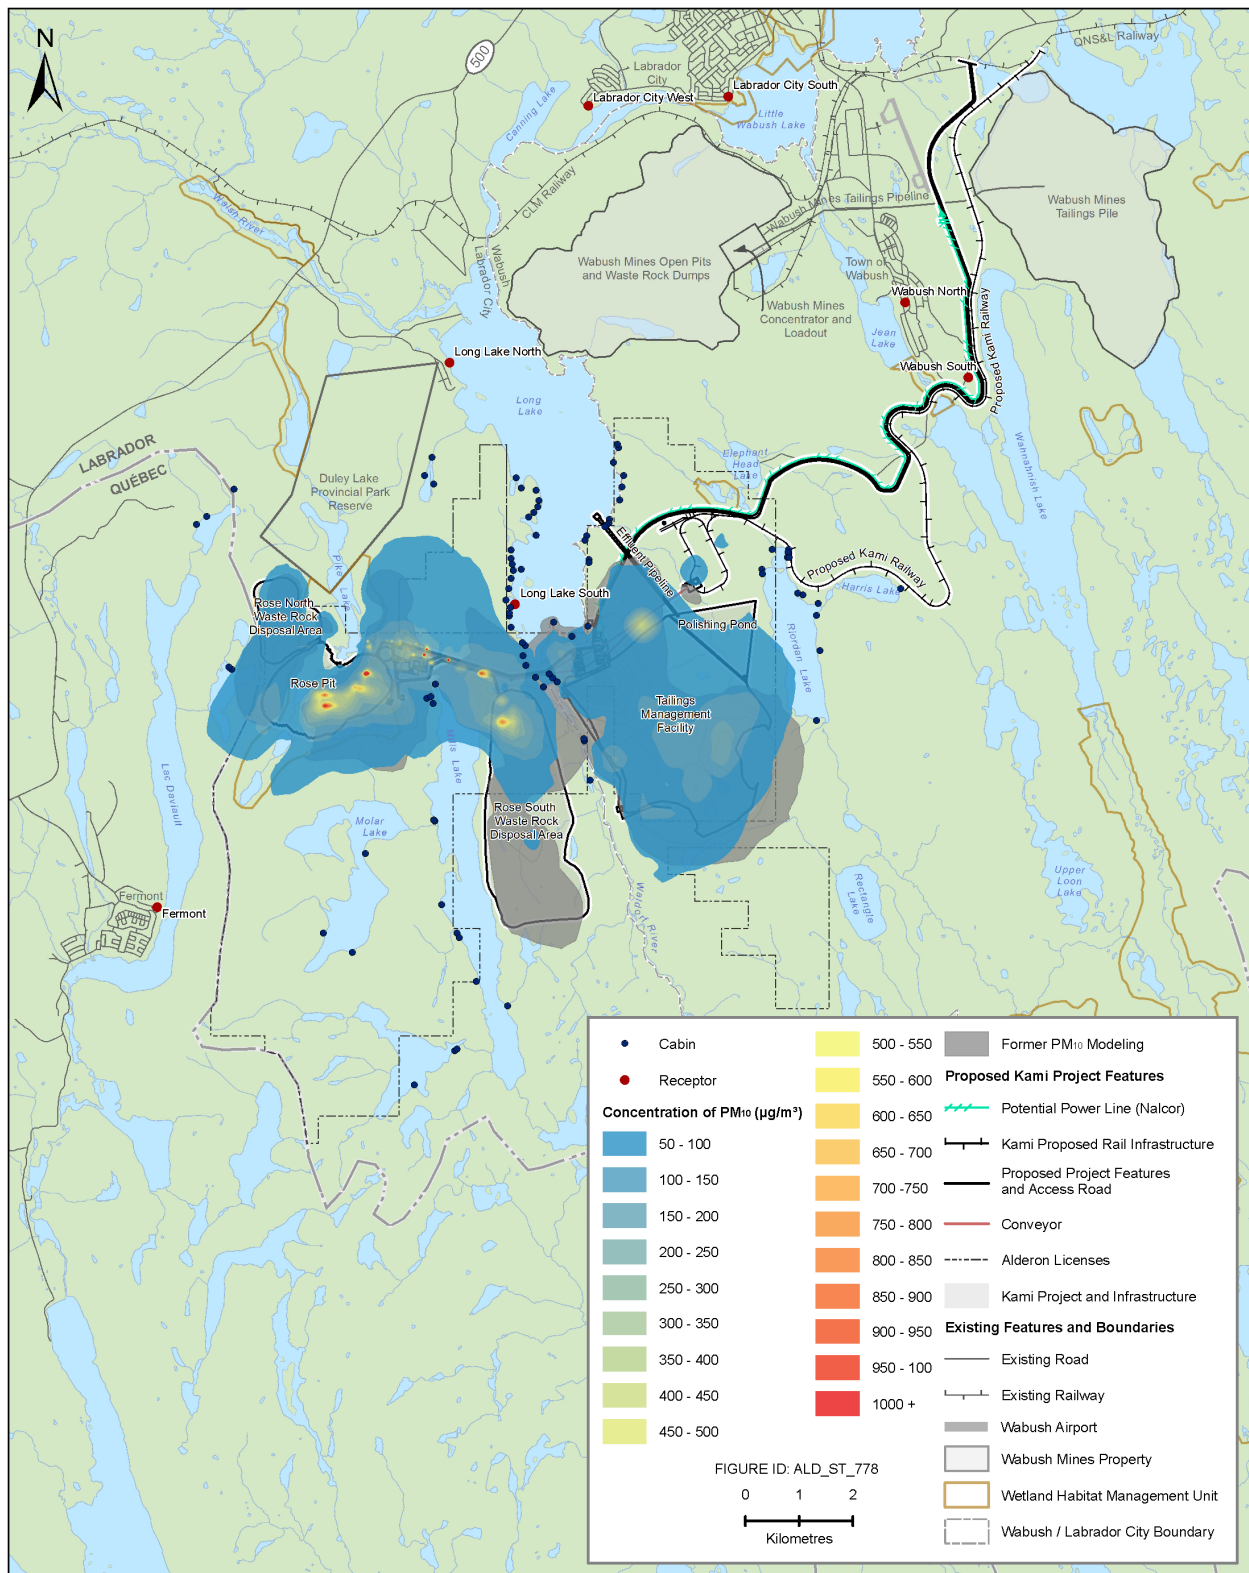 N
500
QNS&L Railway
Labrador
City
Labrador City West
Labrador City South
Canning Lake
Little
Wabush Lake
CLM Railway
Walsh River
Wabush Mines Tailings Pipeline
Wabush Mines
Tailings Pile
Wabush
Labrador City
Wabush Mines Open Pits
and Waste Rock Dumps
Town of
Wabush
Wabush North
Wabush Mines
Concentrator and
Loadout
Jean
Lake
Proposed Kami Railway
Long Lake North
Wabush South
Long
Lake
LABRADOR
QUÉBEC
Wahnahnish Lake
Elephant
Head
Lake
Duley Lake
Provincial Park
Reserve
Effluent Pipeline
Proposed Kami Railway
Pike Lake
Harris Lake
Long Lake South
Rose North
Waste Rock
Disposal Area
Polishing Pond
Riordan Lake
Rose Pit
Tailings
Management
Facility
Mills Lake
Lac Daviault
Rose South
Waste Rock
Disposal Area
Molar
Lake
Waldorf River
Rectangle
Lake
Upper
Loon
Lake
Fermont
Fermont
Cabin
Receptor
Concentration of PM10 (µg/m³)
50 - 100
100 - 150
150 - 200
200 - 250
250 - 300
300 - 350
350 - 400
400 - 450
450 - 500
500 - 550
550 - 600
600 - 650
650 - 700
700 -750
750 - 800
800 - 850
850 - 900
900 - 950
950 - 100
1000 +
Former PM10 Modeling
Proposed Kami Project Features
Potential Power Line (Nalcor)
Kami Proposed Rail Infrastructure
Proposed Project Features
and Access Road
Conveyor
Alderon Licenses
Kami Project and Infrastructure
Existing Features and Boundaries
Existing Road
Existing Railway
Wabush Airport
Wabush Mines Property
Wetland Habitat Management Unit
Wabush / Labrador City Boundary
FIGURE ID: ALD_ST_778
0 1 2
Kilometres